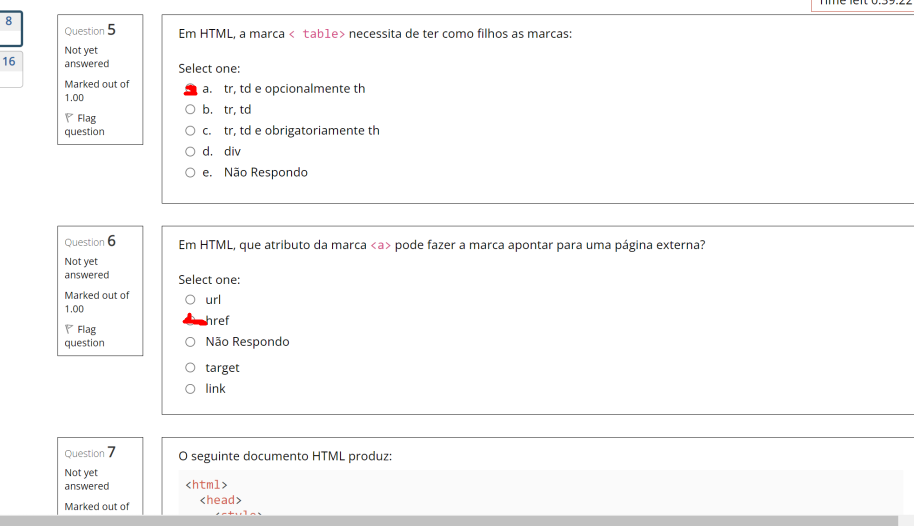 Time left 0:39:22
8
16
Question 5
Not yet
answered
Marked out of
1.00
Flag
question
Em HTML, a marca < table> necessita de ter como filhos as marcas:
Select one:
a. tr, td e opcionalmente th
b. tr, td
c. tr, td e obrigatoriamente th
d. div
e. Não Respondo
Question 6
Not yet
answered
Marked out of
1.00
Flag
question
Em HTML, que atributo da marca <a> pode fazer a marca apontar para uma página externa?
Select one:
url
href
Não Respondo
target
link
Question 7
Not yet
answered
Marked out of
O seguinte documento HTML produz:
<html>
<head>
<style>